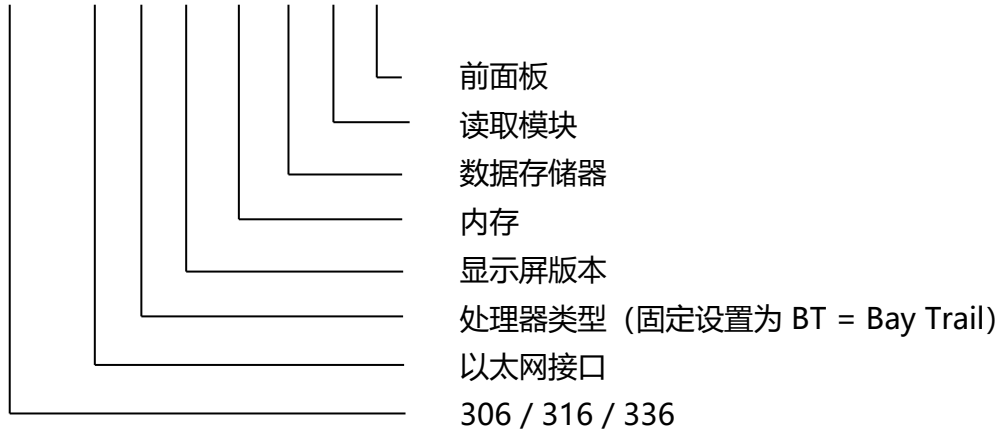 前面板
读取模块
数据存储器
内存
显示屏版本
处理器类型（固定设置为 BT = Bay Trail）
以太网接口
306 / 316 / 336